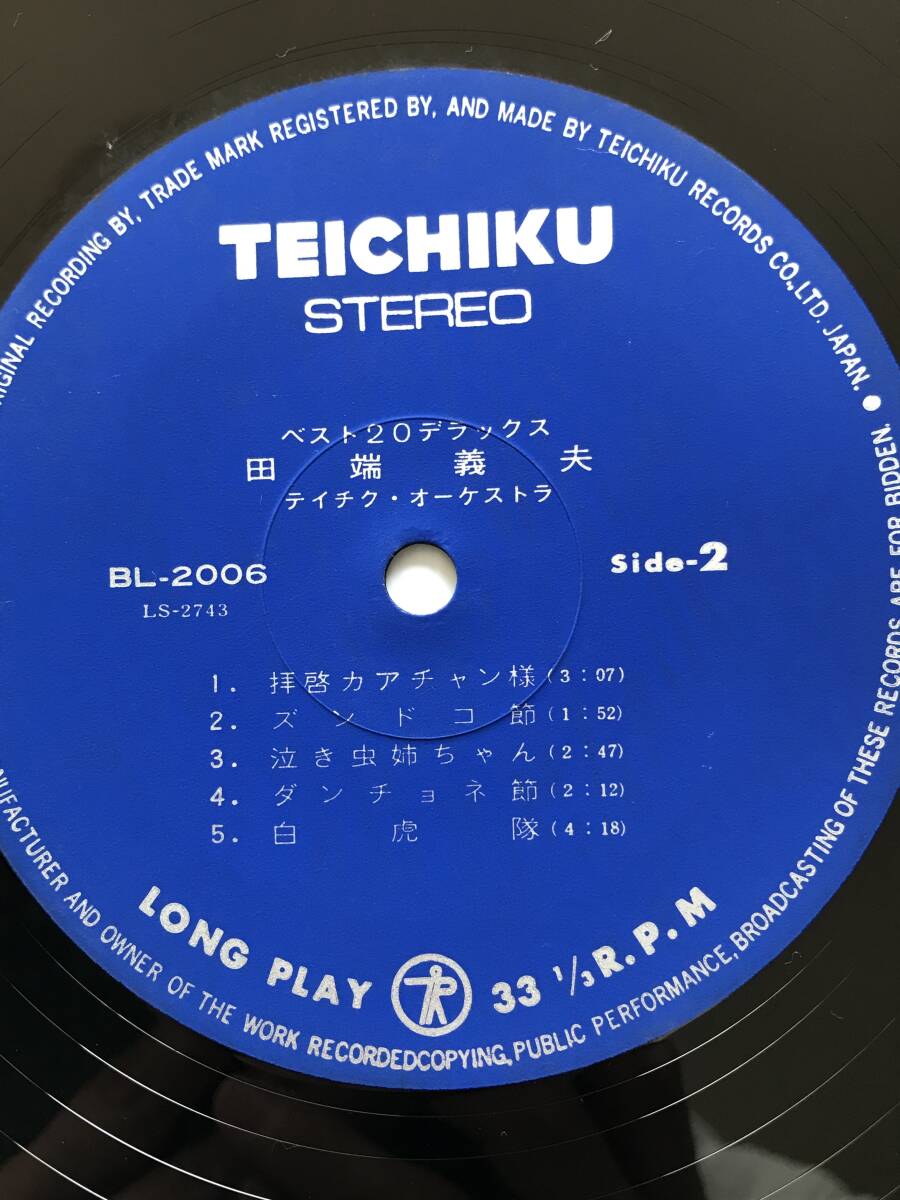 ORIGINAL RECORDING BY, TRADE MARK REGISTERED BY, AND MADE BY TEICHIKU RECORDS CO.,LTD. JAPAN. ●
TEICHIKU
STEREO
ベスト20デラックス
田端義夫
テイチク・オーケストラ
BL-2006
LS-2743
Side-2
1. 拝啓カアチャン様(3:07)
2. ズンドコ節(1:52)
3. 泣き虫姉ちゃん(2:47)
4. ダンチョネ節(2:12)
5. 白虎隊(4:18)
LONG PLAY 33 1/3 R.P.M
MANUFACTURER AND OWNER OF THE WORK RECORDEDCOPYING, PUBLIC PERFORMANCE, BROADCASTING OF THESE RECORDS ARE FOR BIDDEN.